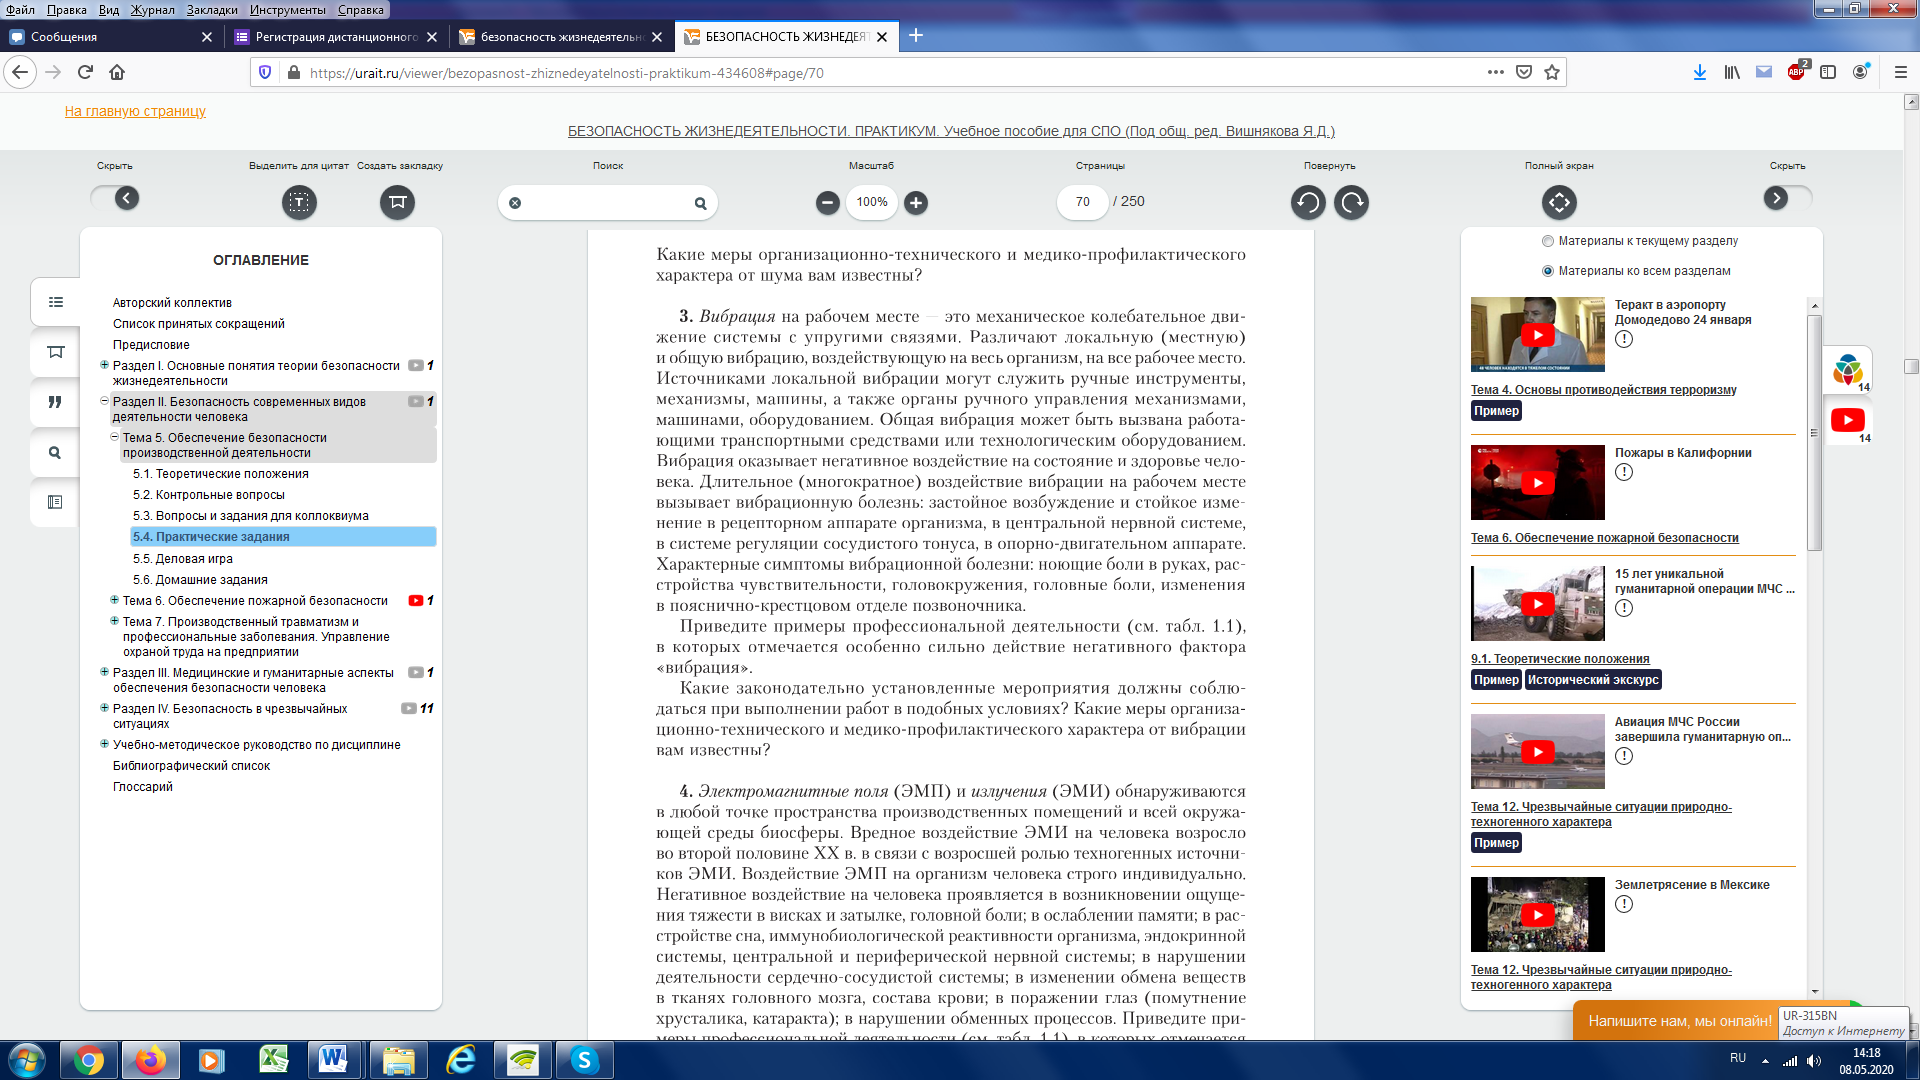 Файл Правка Вид Журнал Закладки Инструменты Справка
Сообщения
Регистрация дистанционного
безопасность жизнедеятельн
БЕЗОПАСНОСТЬ ЖИЗНЕДЕЯТ
https://urait.ru/viewer/bezopasnost-zhiznedeyatelnosti-praktikum-434608#page/70
ABP
2
На главную страницу
БЕЗОПАСНОСТЬ ЖИЗНЕДЕЯТЕЛЬНОСТИ. ПРАКТИКУМ. Учебное пособие для СПО (Под общ. ред. Вишнякова Я.Д.)
Скрыть
Выделить для цитат
Создать закладку
Поиск
Масштаб
Страницы
Повернуть
Полный экран
Скрыть
100%
70 / 250
ОГЛАВЛЕНИЕ
Авторский коллектив
Список принятых сокращений
Предисловие
Раздел I. Основные понятия теории безопасности 1
жизнедеятельности
Раздел II. Безопасность современных видов 1
деятельности человека
Тема 5. Обеспечение безопасности
производственной деятельности
5.1. Теоретические положения
5.2. Контрольные вопросы
5.3. Вопросы и задания для коллоквиума
5.4. Практические задания
5.5. Деловая игра
5.6. Домашние задания
Тема 6. Обеспечение пожарной безопасности 1
Тема 7. Производственный травматизм и
профессиональные заболевания. Управление
охраной труда на предприятии
Раздел III. Медицинские и гуманитарные аспекты 1
обеспечения безопасности человека
Раздел IV. Безопасность в чрезвычайных 11
ситуациях
Учебно-методическое руководство по дисциплине
Библиографический список
Глоссарий
Какие меры организационно-технического и медико-профилактического
характера от шума вам известны?
3. Вибрация на рабочем месте — это механическое колебательное дви-
жение системы с упругими связями. Различают локальную (местную)
и общую вибрацию, воздействующую на весь организм, на все рабочее место.
Источниками локальной вибрации могут служить ручные инструменты,
механизмы, машины, а также органы ручного управления механизмами,
машинами, оборудованием. Общая вибрация может быть вызвана работа-
ющими транспортными средствами или технологическим оборудованием.
Вибрация оказывает негативное воздействие на состояние и здоровье чело-
века. Длительное (многократное) воздействие вибрации на рабочем месте
вызывает вибрационную болезнь: застойное возбуждение и стойкое изме-
нение в рецепторном аппарате организма, в центральной нервной системе,
в системе регуляции сосудистого тонуса, в опорно-двигательном аппарате.
Характерные симптомы вибрационной болезни: ноющие боли в руках, рас-
стройства чувствительности, головокружения, головные боли, изменения
в пояснично-крестцовом отделе позвоночника.
Приведите примеры профессиональной деятельности (см. табл. 1.1),
в которых отмечается особенно сильно действие негативного фактора
«вибрация».
Какие законодательно установленные мероприятия должны соблю-
даться при выполнении работ в подобных условиях? Какие меры организа-
ционно-технического и медико-профилактического характера от вибрации
вам известны?
4. Электромагнитные поля (ЭМП) и излучения (ЭМИ) обнаруживаются
в любой точке пространства производственных помещений и всей окружа-
ющей среды биосферы. Вредное воздействие ЭМИ на человека возросло
во второй половине XX в. в связи с возросшей ролью техногенных источни-
ков ЭМИ. Воздействие ЭМП на организм человека строго индивидуально.
Негативное воздействие на человека проявляется в возникновении ощуще-
ния тяжести в висках и затылке, головной боли; в ослаблении памяти; в рас-
стройстве сна, иммунобиологической реактивности организма, эндокринной
системы, центральной и периферической нервной системы; в нарушении
деятельности сердечно-сосудистой системы; в изменении обмена веществ
в тканях головного мозга, состава крови; в поражении глаз (помутнение
хрусталика, катаракта); в нарушении обменных процессов. Приведите при-
меры профессиональной деятельности (см. табл. 1.1), в которых отмечается
Материалы к текущему разделу
Материалы ко всем разделам
Теракт в аэропорту
Домодедово 24 января
Тема 4. Основы противодействия терроризму
Пример
Пожары в Калифорнии
Тема 6. Обеспечение пожарной безопасности
15 лет уникальной
гуманитарной операции МЧС ...
9.1. Теоретические положения
Пример Исторический экскурс
Авиация МЧС России
завершила гуманитарную оп...
Тема 12. Чрезвычайные ситуации природно-
техногенного характера
Пример
Землетрясение в Мексике
Тема 12. Чрезвычайные ситуации природно-
техногенного характера
14
14
Напишите нам, мы онлайн!
UR-315BN
Доступ к Интернету
RU
14:18
08.05.2020